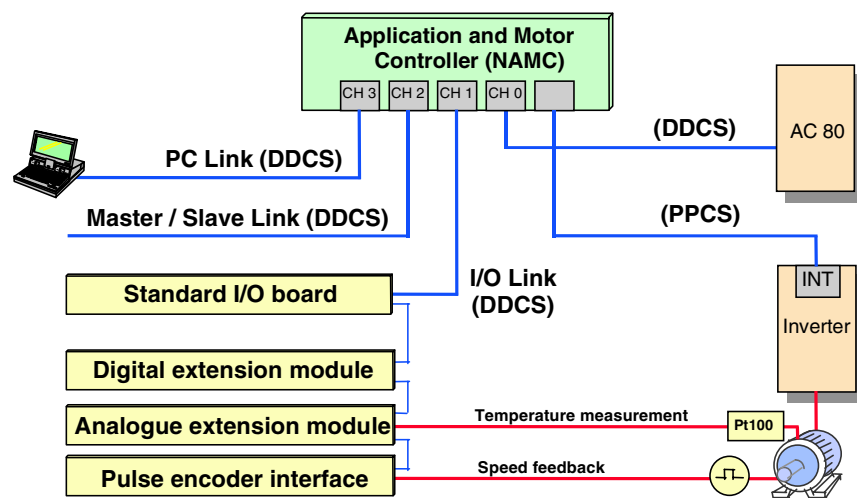 Application and Motor
Controller (NAMC)
CH 3
CH 2
CH 1
CH 0
(DDCS)
AC 80
PC Link (DDCS)
Master / Slave Link (DDCS)
(PPCS)
I/O Link
(DDCS)
INT
Inverter
Standard I/O board
Digital extension module
Analogue extension module
Temperature measurement
Pt100
Pulse encoder interface
Speed feedback